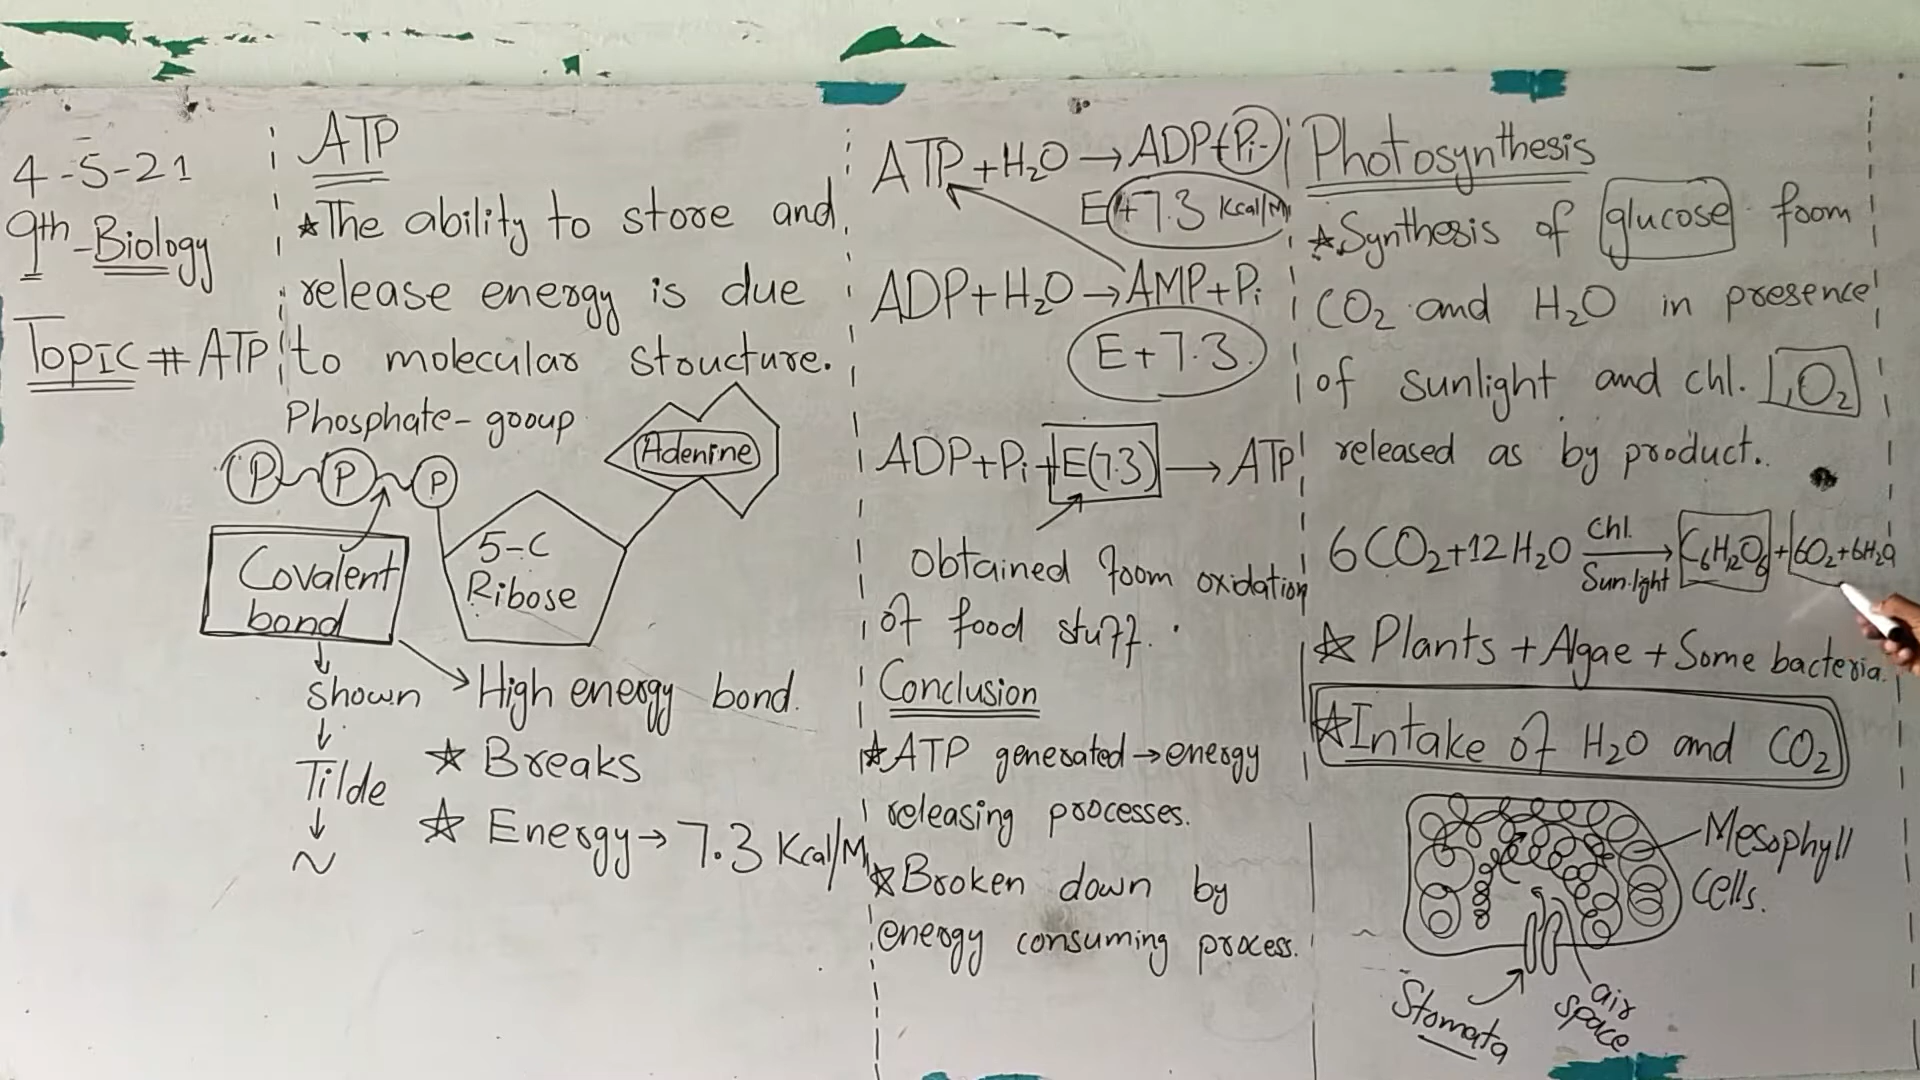 4-5-21
9th-Biology
Topic # ATP
ATP
★The ability to store and
release energy is due
to molecular structure.
Phosphate-group
P~P~P
Adenine
5-C
Ribose
Covalent
bond
shown
Tilde
~
High energy bond.
★ Breaks
★ Energy→ 7.3 Kcal/M
ATP+H₂O→ADP+Pi
E+7.3 Kcal/M
ADP+H₂O→AMP+Pi
E+7.3.
ADP+Pi+E(7.3)→ATP
Obtained from oxidation
of food stuff.
Conclusion
★ATP generated→energy
releasing processes.
★Broken down by
energy consuming process.
Photosynthesis
★Synthesis of glucose from
CO₂ and H₂O in presence
of sunlight and chl. O₂
released as by product.
6CO₂+12H₂O → C₆H₁₂O₆+6O₂+6H₂O
Chl.
Sunlight
★ Plants + Algae + Some bacteria.
★Intake of H₂O and CO₂
Mesophyll
Cells.
Stomata
air
space